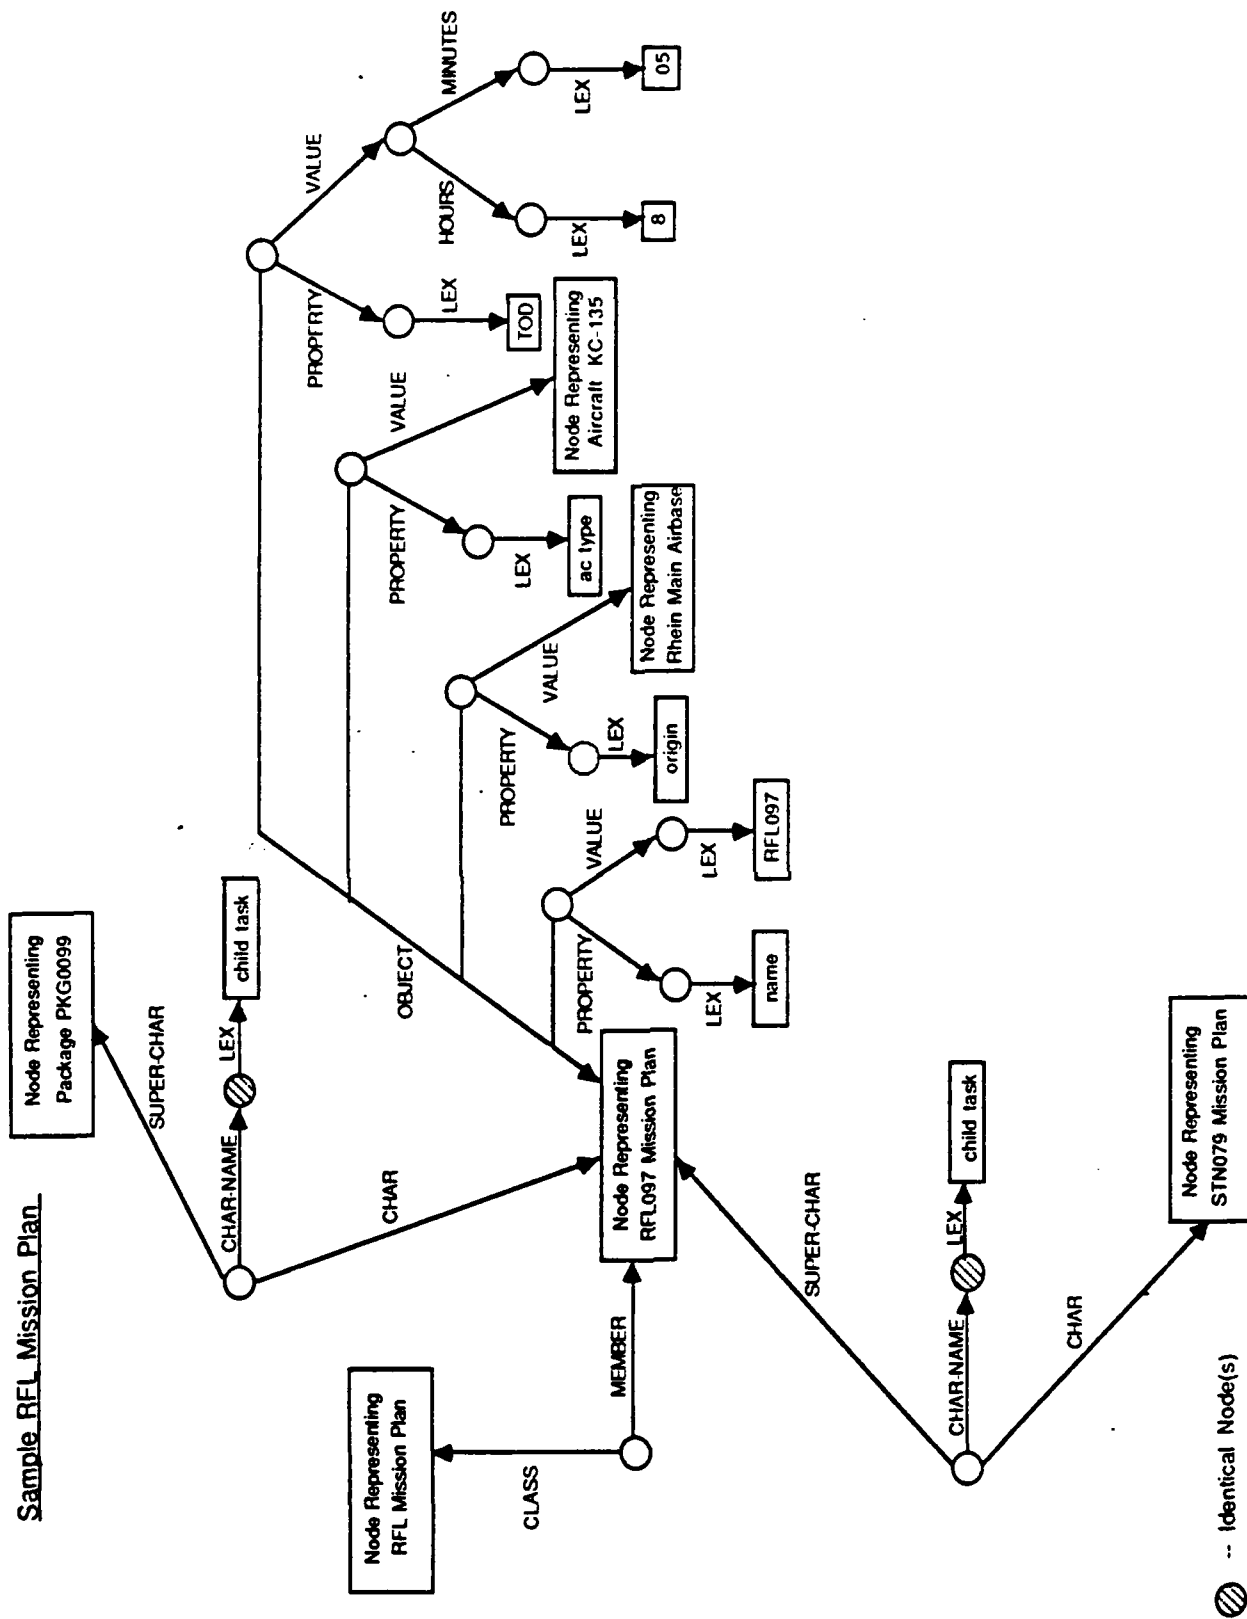 Sample RFL Mission Plan
Node Representing
Package PKG0099
SUPER-CHAR
CHAR-NAME
LEX
child task
CHAR
Node Representing
RFL Mission Plan
CLASS
MEMBER
Node Representing
RFL097 Mission Plan
OBJECT
PROPERTY
LEX
name
VALUE
LEX
RFL097
PROPERTY
LEX
origin
VALUE
Node Representing
Rhein Main Airbase
PROPERTY
LEX
ac type
VALUE
Node Representing
Aircraft KC-135
PROPERTY
LEX
TOD
VALUE
HOURS
LEX
8
MINUTES
LEX
05
SUPER-CHAR
CHAR-NAME
LEX
child task
CHAR
Node Representing
STN079 Mission Plan
-- Identical Node(s)